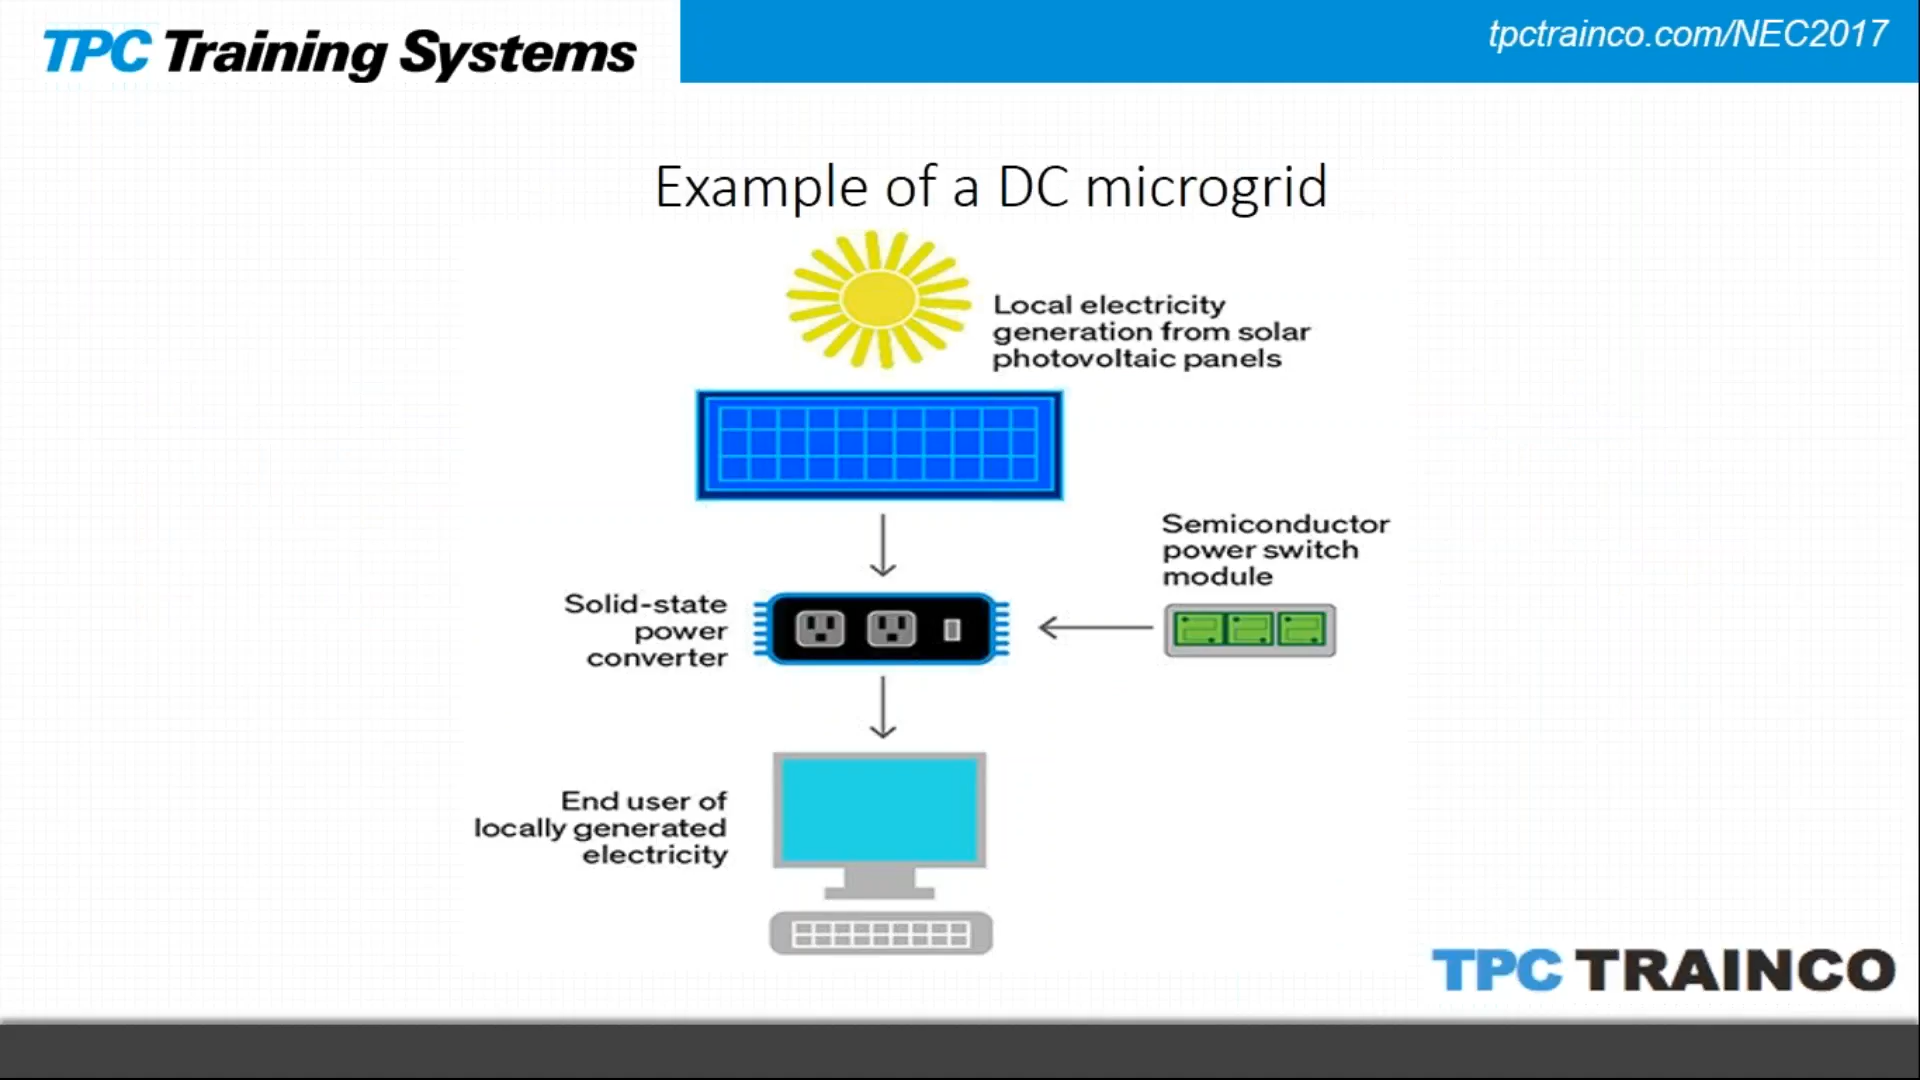 TPC Training Systems
tpctrainco.com/NEC2017
Example of a DC microgrid
Local electricity
generation from solar
photovoltaic panels
Semiconductor
power switch
module
Solid-state
power
converter
End user of
locally generated
electricity
TPC TRAINCO